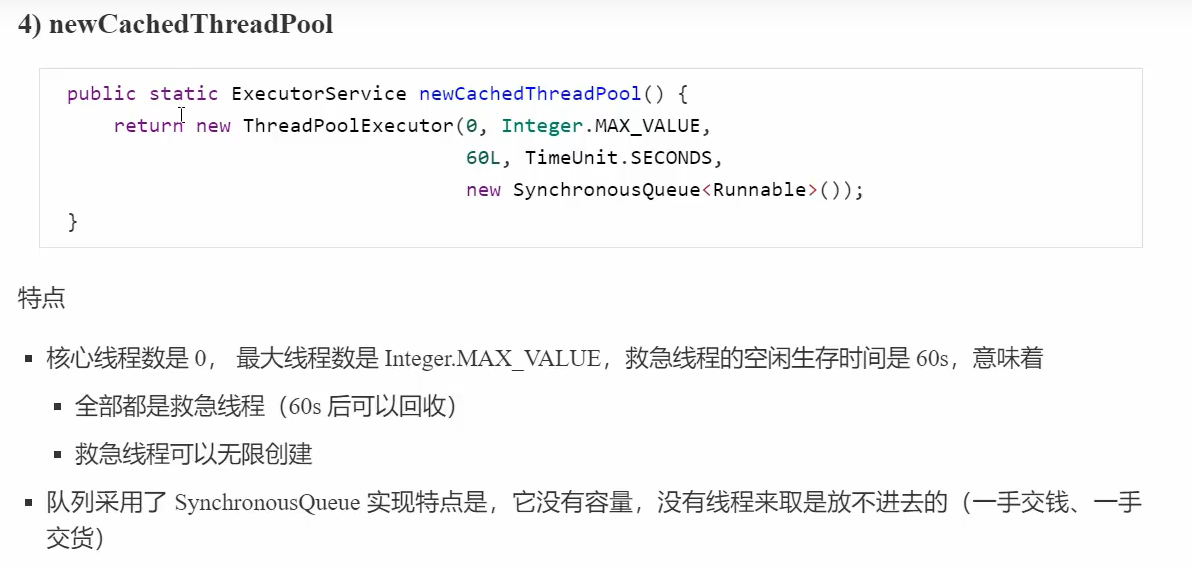 4) newCachedThreadPool
public static ExecutorService newCachedThreadPool() {
return new ThreadPoolExecutor(0, Integer.MAX_VALUE,
60L, TimeUnit.SECONDS,
new SynchronousQueue<Runnable>());
}
特点
核心线程数是 0， 最大线程数是 Integer.MAX_VALUE，救急线程的空闲生存时间是 60s，意味着
全部都是救急线程（60s 后可以回收）
救急线程可以无限创建
队列采用了 SynchronousQueue 实现特点是，它没有容量，没有线程来取是放不进去的（一手交钱、一手
交货）